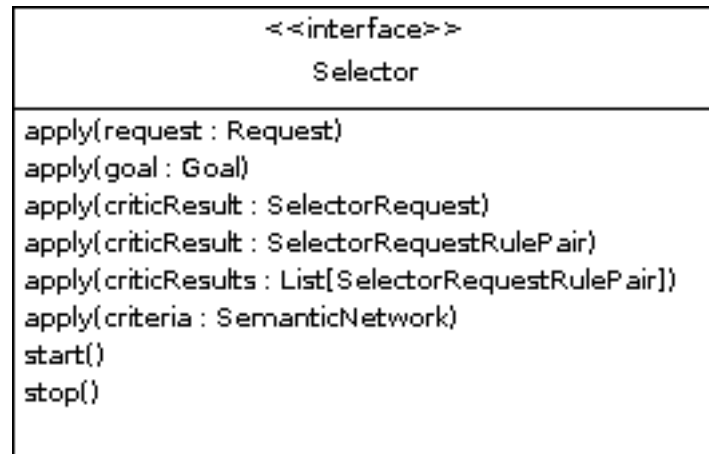 <<interface>>
Selector
apply(request : Request)
apply(goal : Goal)
apply(criticResult : SelectorRequest)
apply(criticResult : SelectorRequestRulePair)
apply(criticResults : List[SelectorRequestRulePair])
apply(criteria : SemanticNetwork)
start()
stop()